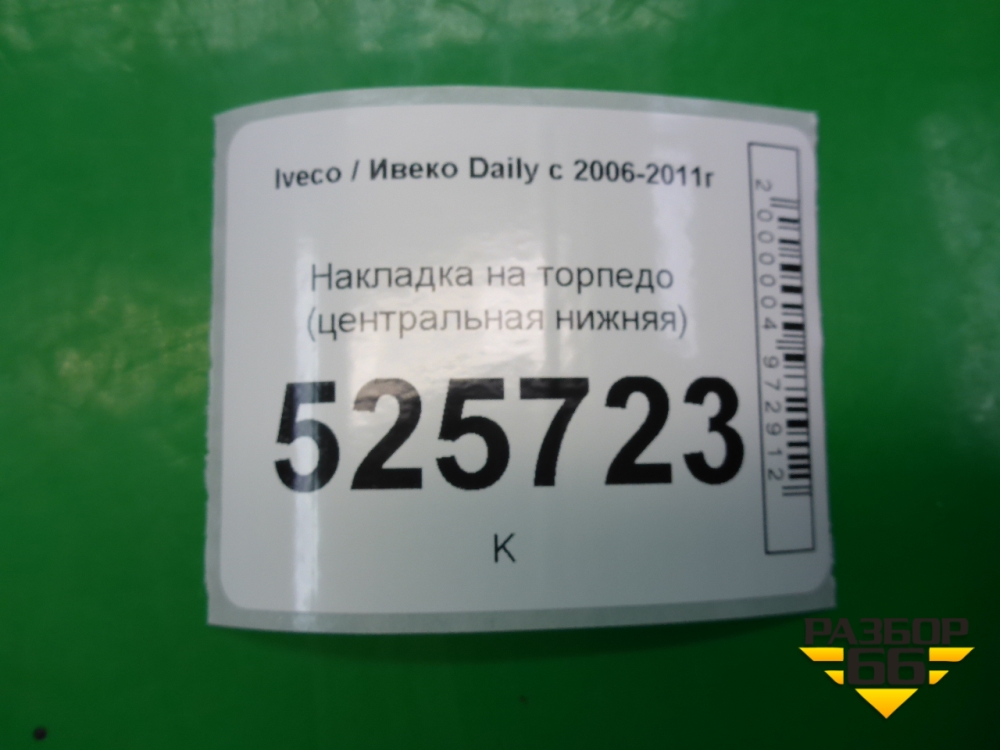 Iveco / Ивеко Daily с 2006-2011г
Накладка на торпедо
(центральная нижняя)
525723
К
2000004972912
РАЗБОР
66